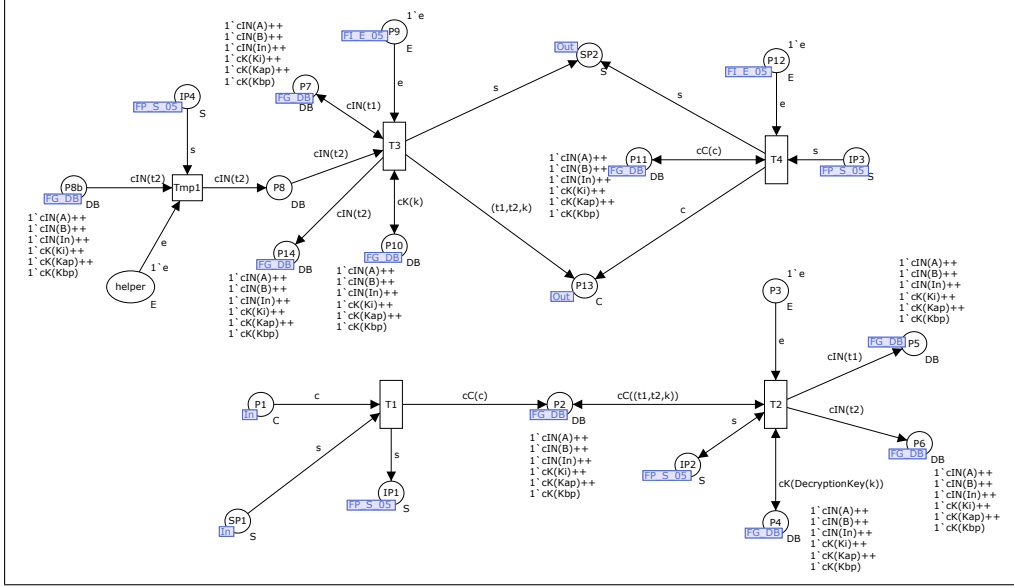 1`e
1`cIN(A)++
1`cIN(B)++
1`cIN(In)++
1`cK(Ki)++
1`cK(Kap)++
1`cK(Kbp)
P9
FI_E_05
E
Out
SP2
S
1`e
P12
FI_E_05
E
P7
FG_DB
DB
e
e
IP4
FP_S_05
S
cIN(t1)
s
s
T3
T4
s
cIN(t2)
s
IP3
FP_S_05
S
1`cIN(A)++
1`cIN(B)++
1`cIN(In)++
1`cK(Ki)++
1`cK(Kap)++
1`cK(Kbp)
P11
FG_DB
DB
cC(c)
P8b
FG_DB
DB
cIN(t2)
Tmp1
cIN(t2)
P8
DB
cK(k)
(t1,t2,k)
c
1`cIN(A)++
1`cIN(B)++
1`cIN(In)++
1`cK(Ki)++
1`cK(Kap)++
1`cK(Kbp)
cIN(t2)
e
P14
FG_DB
DB
P10
FG_DB
DB
1`e
helper
E
1`cIN(A)++
1`cIN(B)++
1`cIN(In)++
1`cK(Ki)++
1`cK(Kap)++
1`cK(Kbp)
1`cIN(A)++
1`cIN(B)++
1`cIN(In)++
1`cK(Ki)++
1`cK(Kap)++
1`cK(Kbp)
P13
Out
C
1`e
P3
E
1`cIN(A)++
1`cIN(B)++
1`cIN(In)++
1`cK(Ki)++
1`cK(Kap)++
1`cK(Kbp)
e
FG_DB
P5
DB
cIN(t1)
P1
In
C
c
T1
cC(c)
P2
FG_DB
DB
cC((t1,t2,k))
T2
cIN(t2)
s
s
s
1`cIN(A)++
1`cIN(B)++
1`cIN(In)++
1`cK(Ki)++
1`cK(Kap)++
1`cK(Kbp)
IP2
FP_S_05
S
P6
FG_DB
DB
1`cIN(A)++
1`cIN(B)++
1`cIN(In)++
1`cK(Ki)++
1`cK(Kap)++
1`cK(Kbp)
cK(DecryptionKey(k))
IP1
FP_S_05
S
SP1
In
S
P4
FG_DB
DB
1`cIN(A)++
1`cIN(B)++
1`cIN(In)++
1`cK(Ki)++
1`cK(Kap)++
1`cK(Kbp)